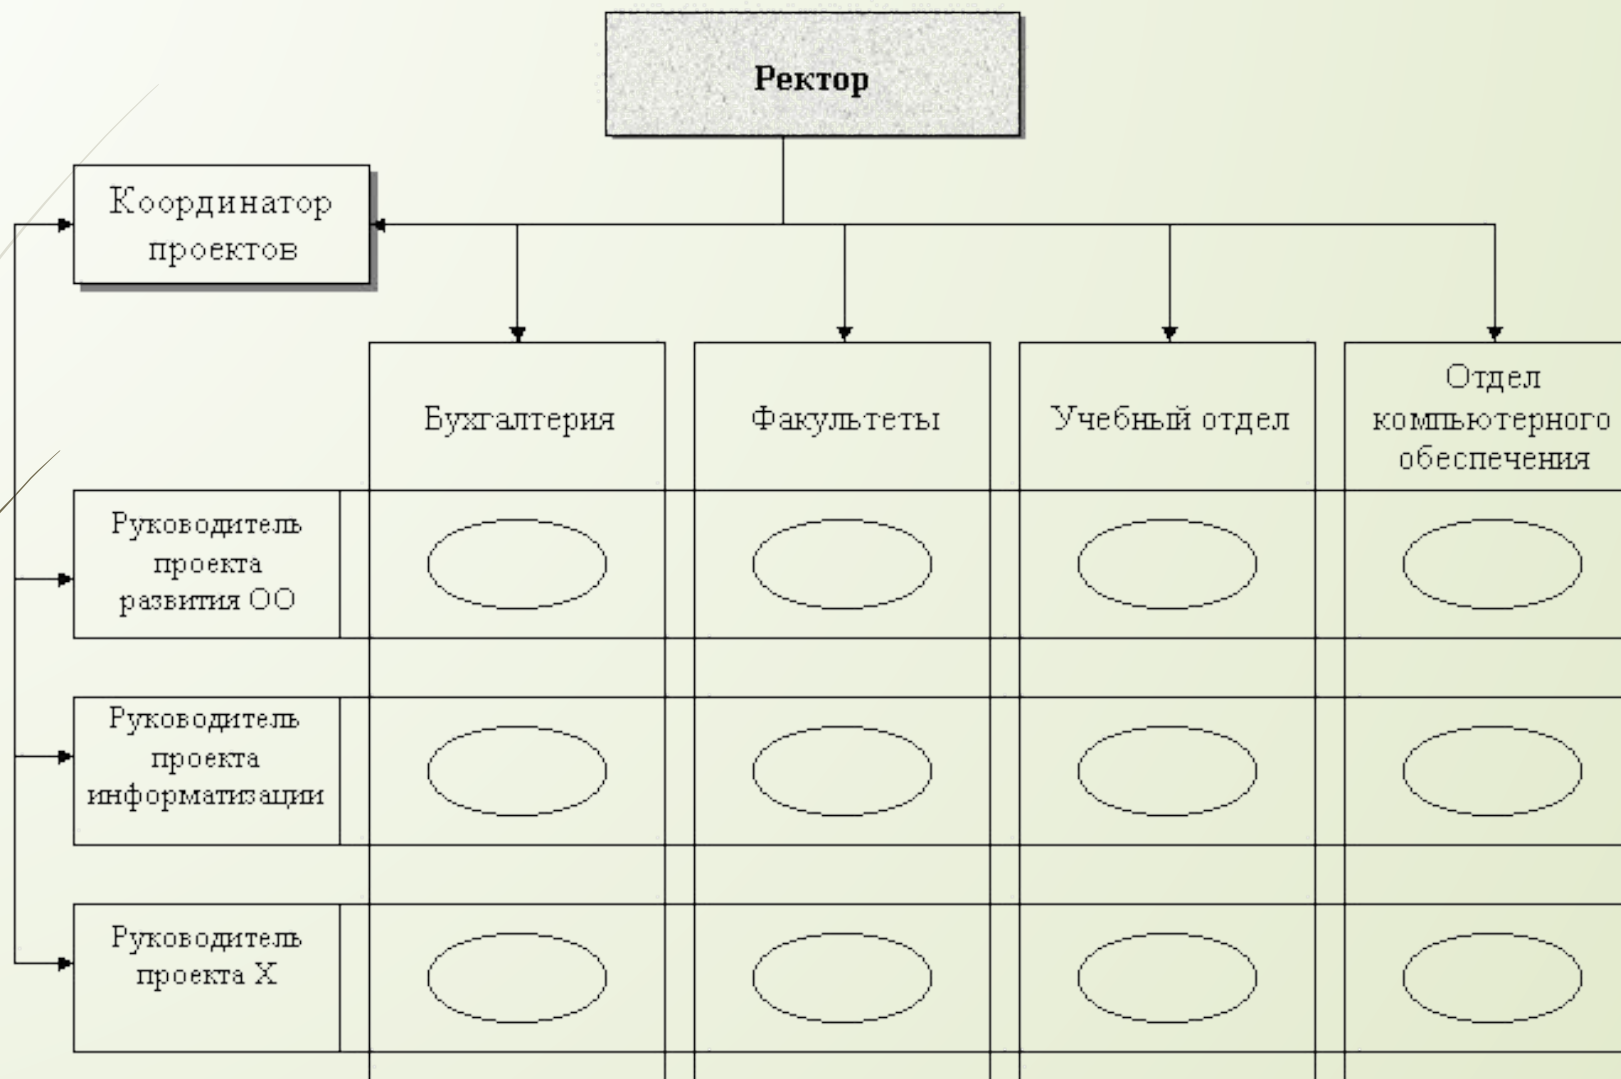 Ректор
Координатор
проектов
Бухгалтерия
Факультеты
Учебный отдел
Отдел
компьютерного
обеспечения
Руководитель
проекта
развития ОО
Руководитель
проекта
информатизации
Руководитель
проекта X